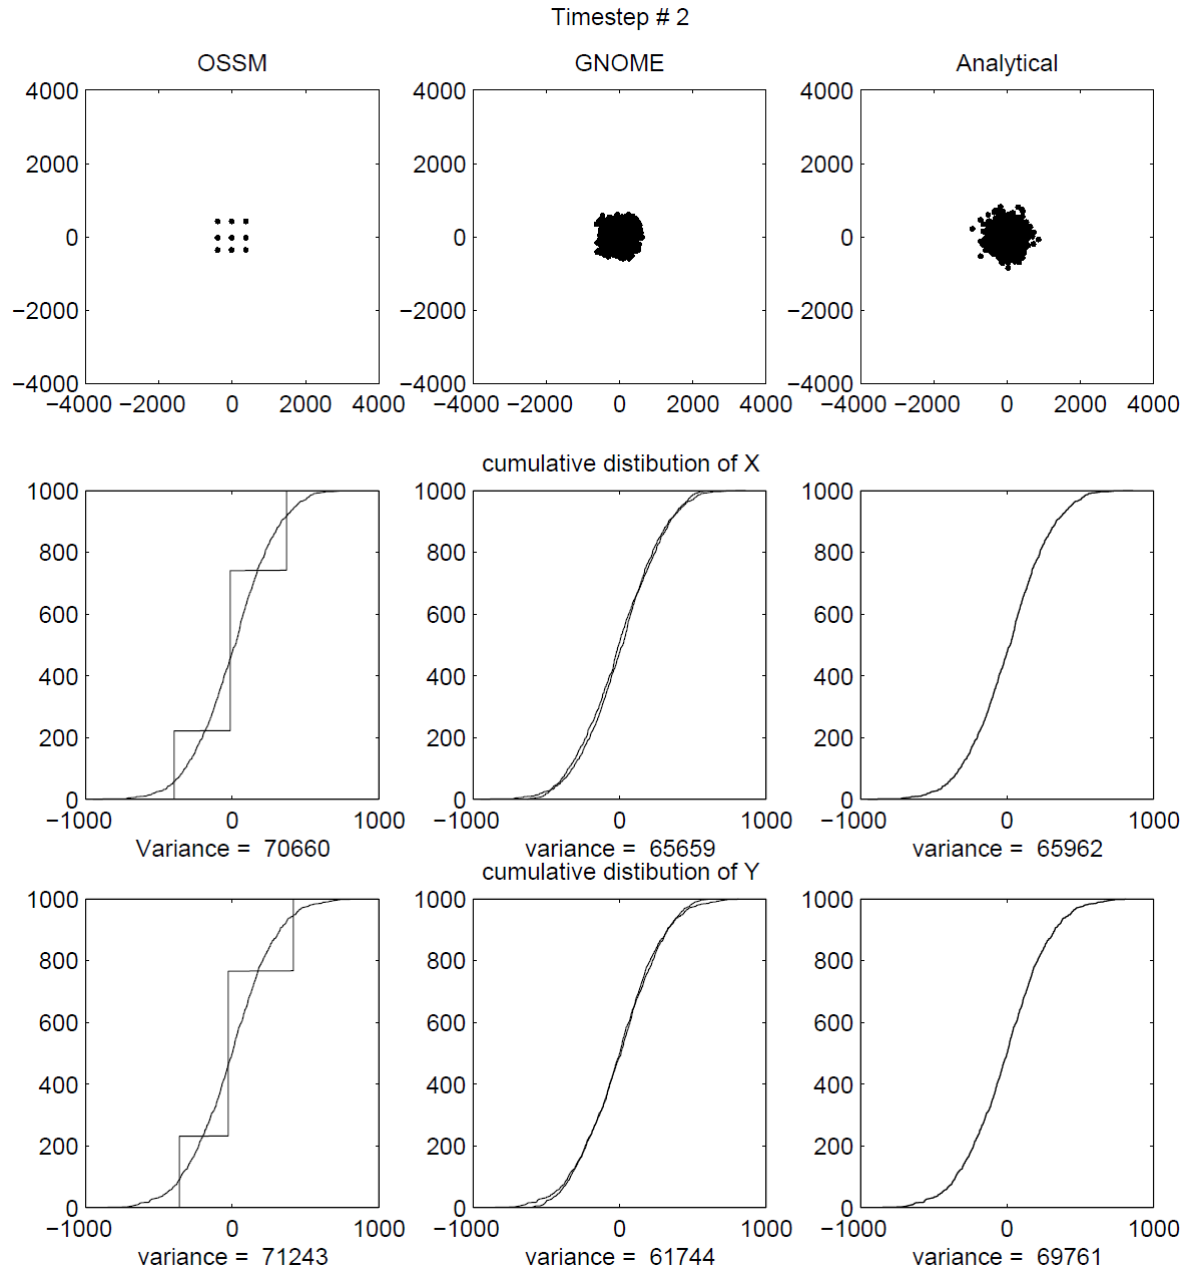 Timestep # 2
OSSM GNOME Analytical
4000 4000 4000
2000 2000 2000
0 0 0
−2000 −2000 −2000
−4000 −4000 −4000
−4000 −2000 0 2000 4000 −4000 −2000 0 2000 4000 −4000 −2000 0 2000 4000
cumulative distibution of X
1000 1000 1000
800 800 800
600 600 600
400 400 400
200 200 200
0 0 0
−1000 0 1000 −1000 0 1000 −1000 0 1000
Variance = 70660 variance = 65659 variance = 65962
cumulative distibution of Y
1000 1000 1000
800 800 800
600 600 600
400 400 400
200 200 200
0 0 0
−1000 0 1000 −1000 0 1000 −1000 0 1000
variance = 71243 variance = 61744 variance = 69761